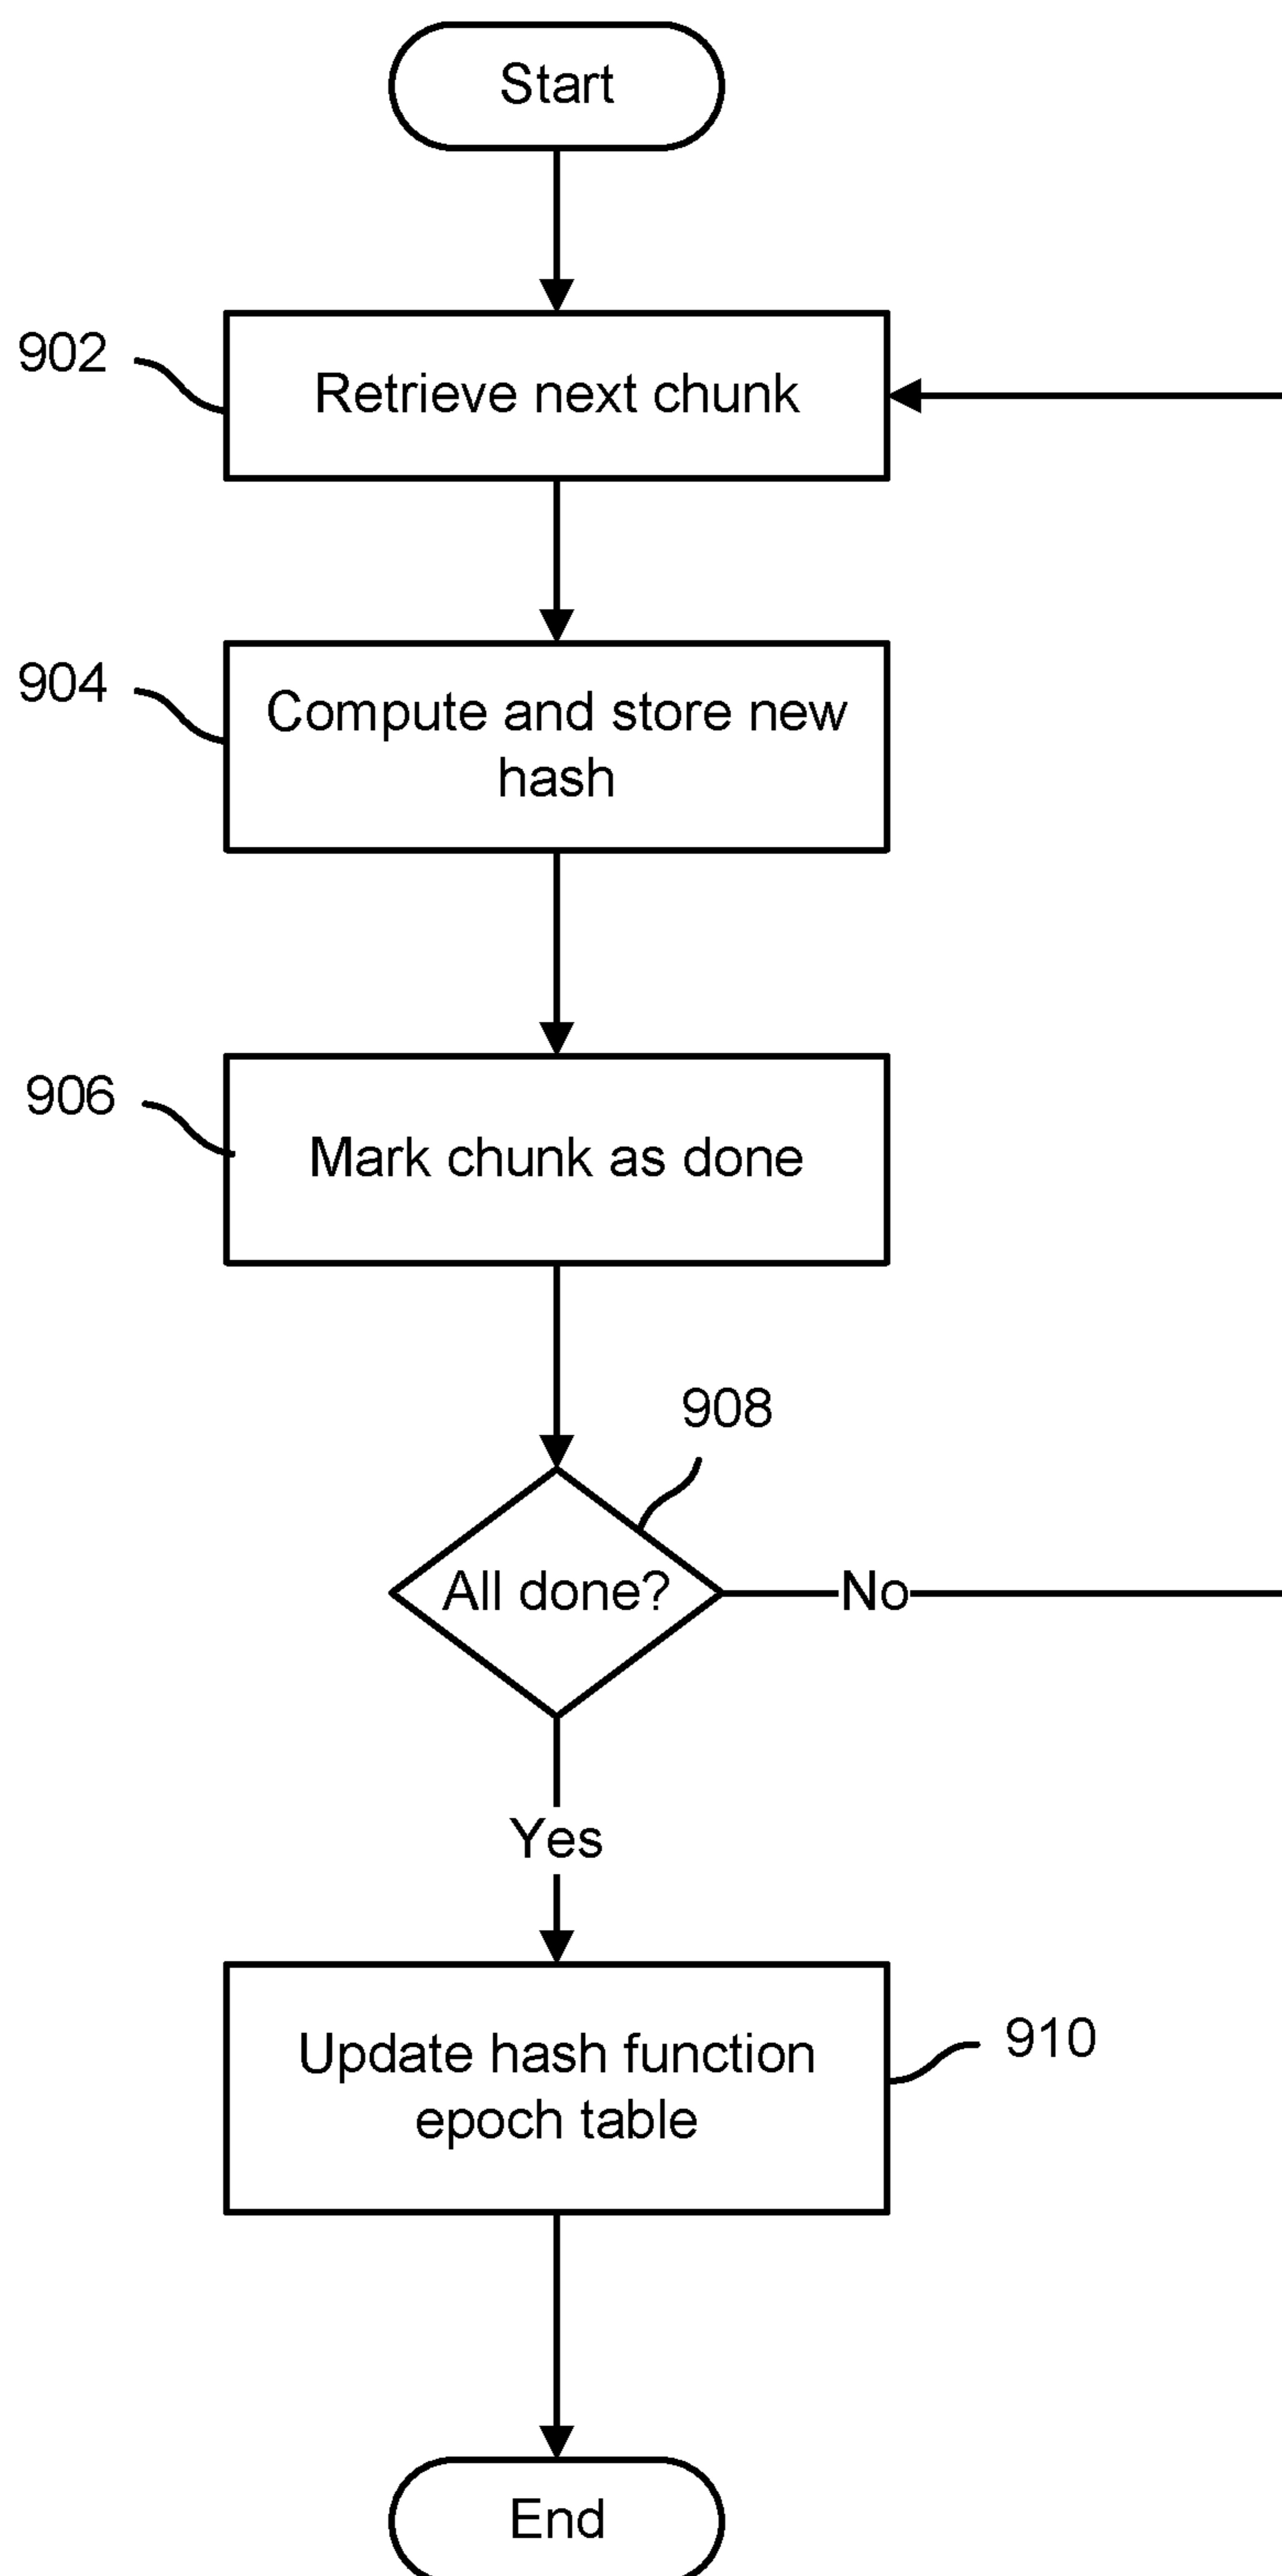 Start
902
Retrieve next chunk
904
Compute and store new
hash
906
Mark chunk as done
908
All done?
No
Yes
Update hash function
epoch table
910
End